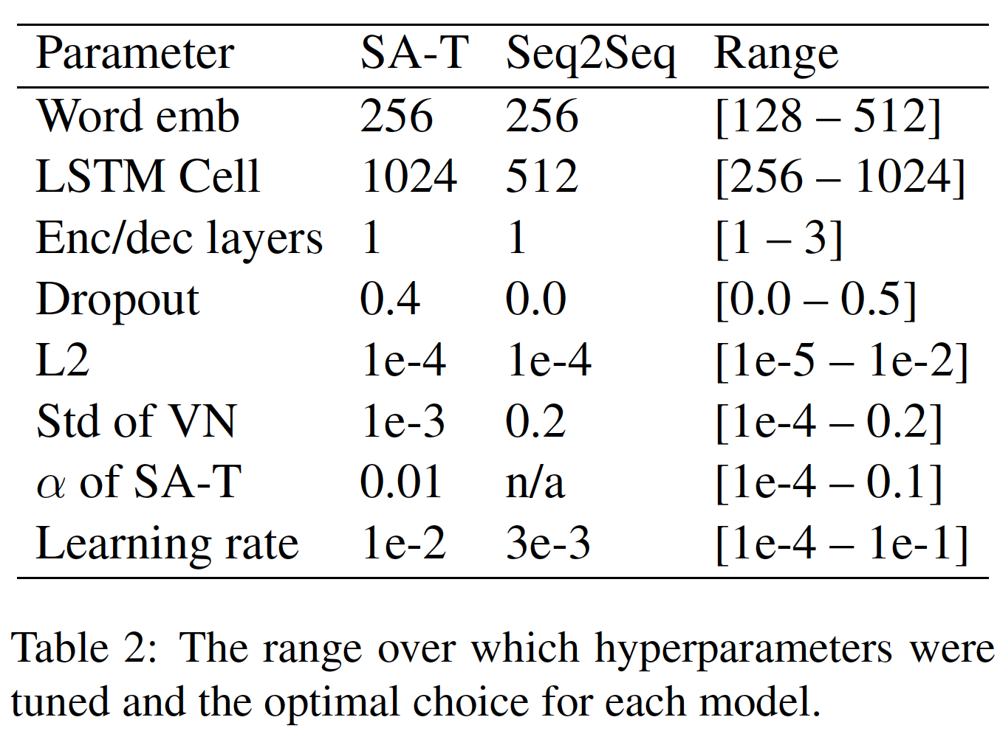 Parameter SA-T Seq2Seq Range
Word emb 256 256 [128 – 512]
LSTM Cell 1024 512 [256 – 1024]
Enc/dec layers 1 1 [1 – 3]
Dropout 0.4 0.0 [0.0 – 0.5]
L2 1e-4 1e-4 [1e-5 – 1e-2]
Std of VN 1e-3 0.2 [1e-4 – 0.2]
α of SA-T 0.01 n/a [1e-4 – 0.1]
Learning rate 1e-2 3e-3 [1e-4 – 1e-1]
Table 2: The range over which hyperparameters were
tuned and the optimal choice for each model.